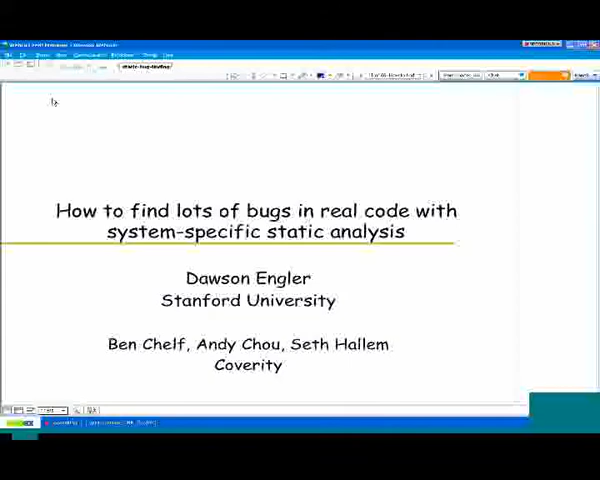 How to find lots of bugs in real code with
system-specific static analysis
Dawson Engler
Stanford University
Ben Chelf, Andy Chou, Seth Hallem
Coverity